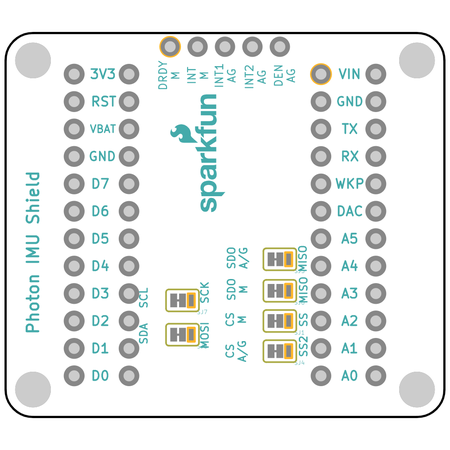 DRDY M
INT M
INT1 AG
INT2 AG
DEN AG
3V3
RST
VBAT
GND
D7
D6
D5
D4
D3
D2
D1
D0
VIN
GND
TX
RX
WKP
DAC
A5
A4
A3
A2
A1
A0
sparkfun
Photon IMU Shield
SCL
SDA
SCK
MOSI
SDO A/G
MISO
SDO M
MISO
CS M
SS
CS A/G
SS2